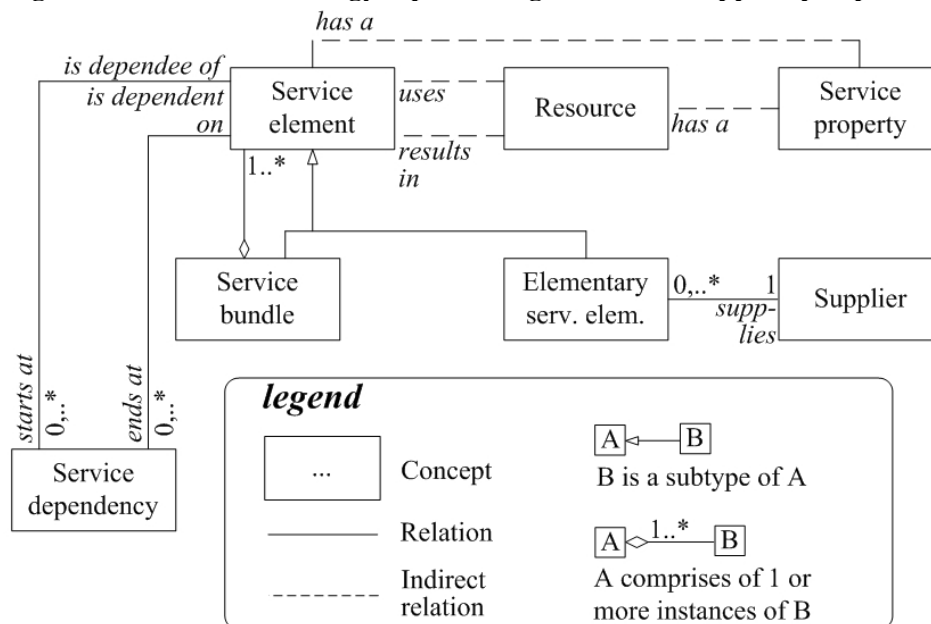 has a
is dependee of
is dependent
on
Service
element
uses
results
in
Resource
has a
Service
property
1..*
Service
bundle
Elementary
serv. elem.
0,..*
1
supp-
lies
Supplier
starts at
0,..*
ends at
0,..*
Service
dependency
legend
...
Concept
Relation
Indirect
relation
A
B
B is a subtype of A
A
1..*
B
A comprises of 1 or
more instances of B